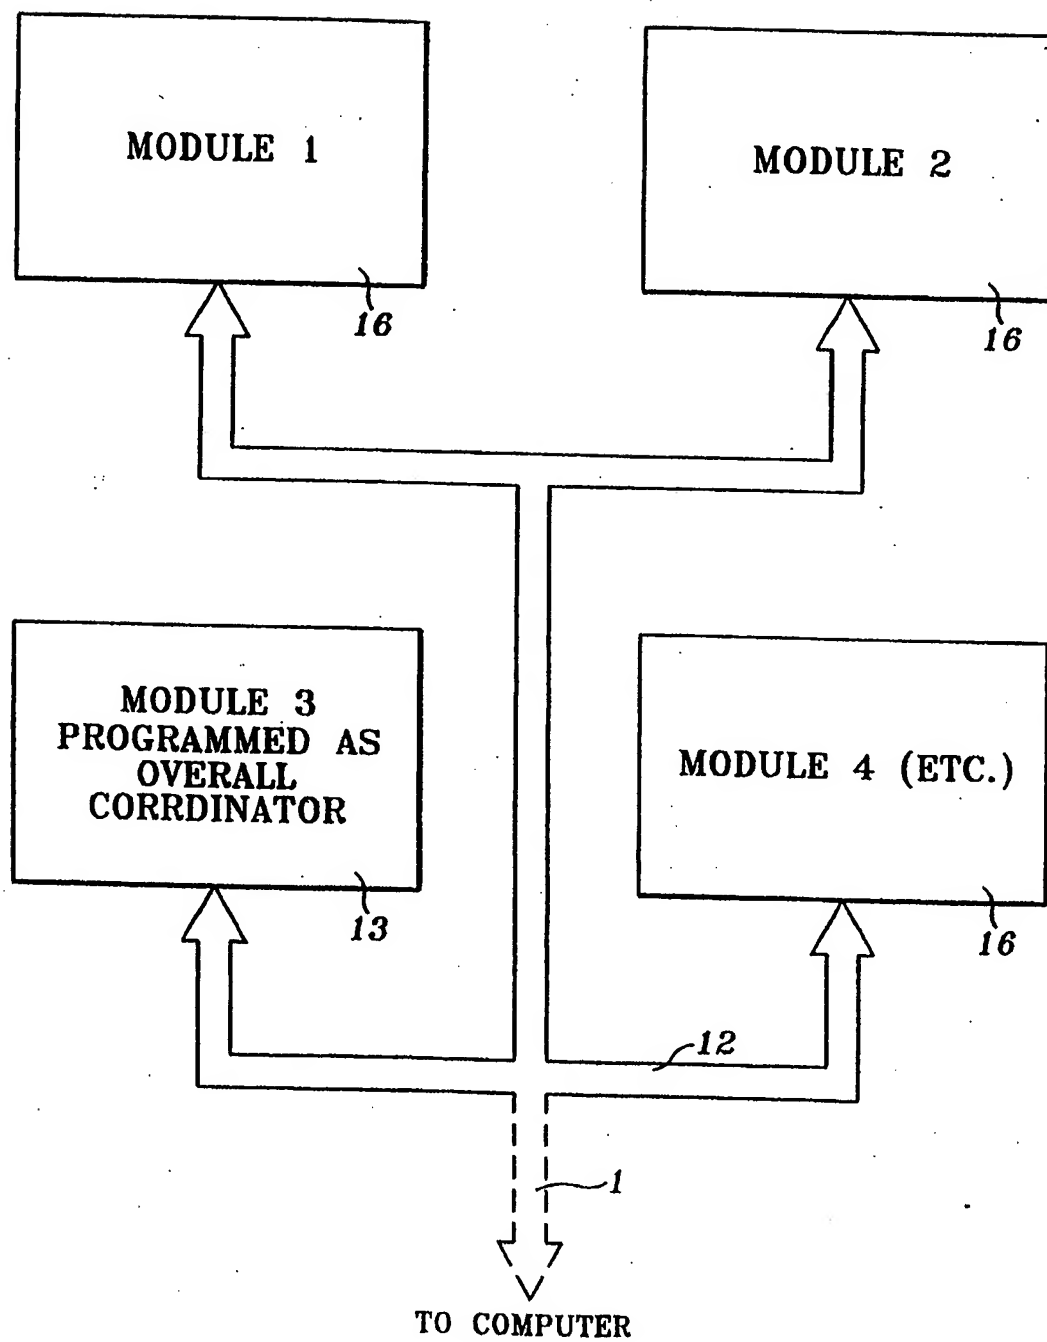 MODULE 1
16
MODULE 2
16
MODULE 3
PROGRAMMED AS
OVERALL
CORRDINATOR
13
MODULE 4 (ETC.)
16
12
1
TO COMPUTER